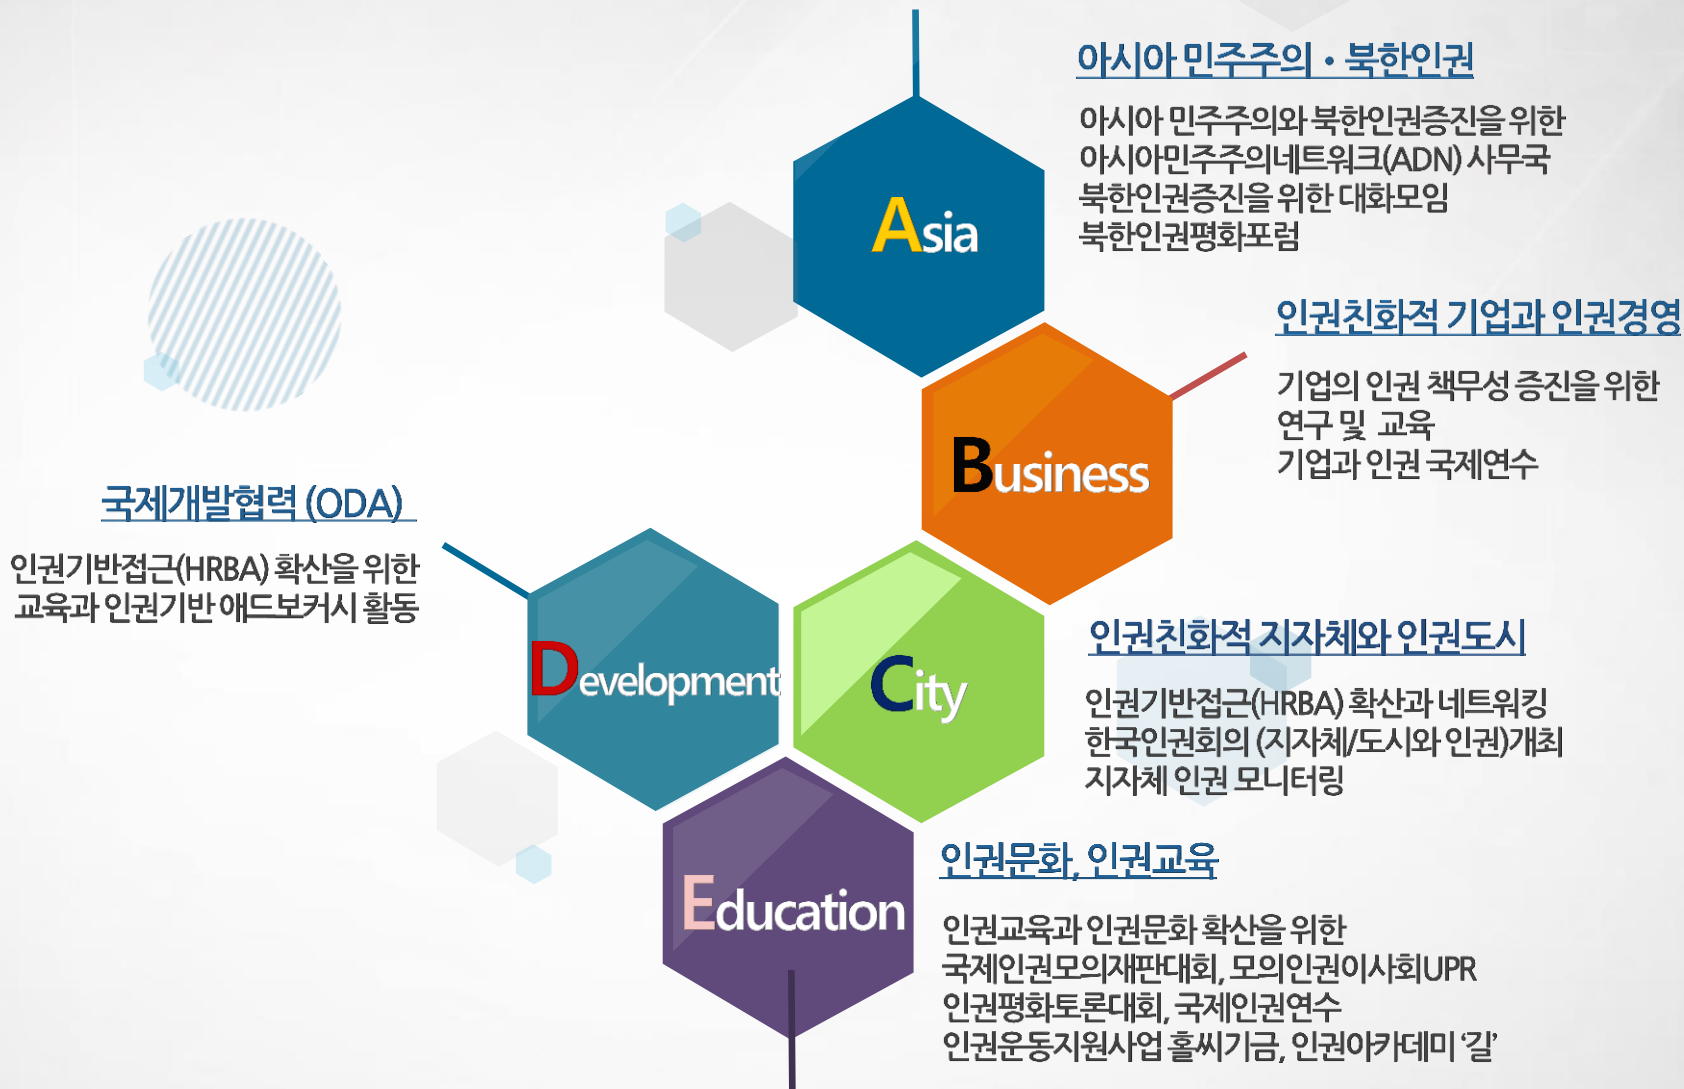 Asia
아시아 민주주의 • 북한인권
아시아 민주주의와 북한인권증진을 위한
아시아민주주의네트워크(ADN) 사무국
북한인권증진을 위한 대화모임
북한인권평화포럼
Business
인권친화적 기업과 인권경영
기업의 인권 책무성 증진을 위한
연구 및 교육
기업과 인권 국제연수
City
인권친화적 지자체와 인권도시
인권기반접근(HRBA) 확산과 네트워킹
한국인권회의 (지자체/도시와 인권)개최
지자체 인권 모니터링
Development
국제개발협력 (ODA)
인권기반접근(HRBA) 확산을 위한
교육과 인권기반 애드보커시 활동
Education
인권문화, 인권교육
인권교육과 인권문화 확산을 위한
국제인권모의재판대회, 모의인권이사회UPR
인권평화토론대회, 국제인권연수
인권운동지원사업 홀씨기금, 인권아카데미 ‘길’